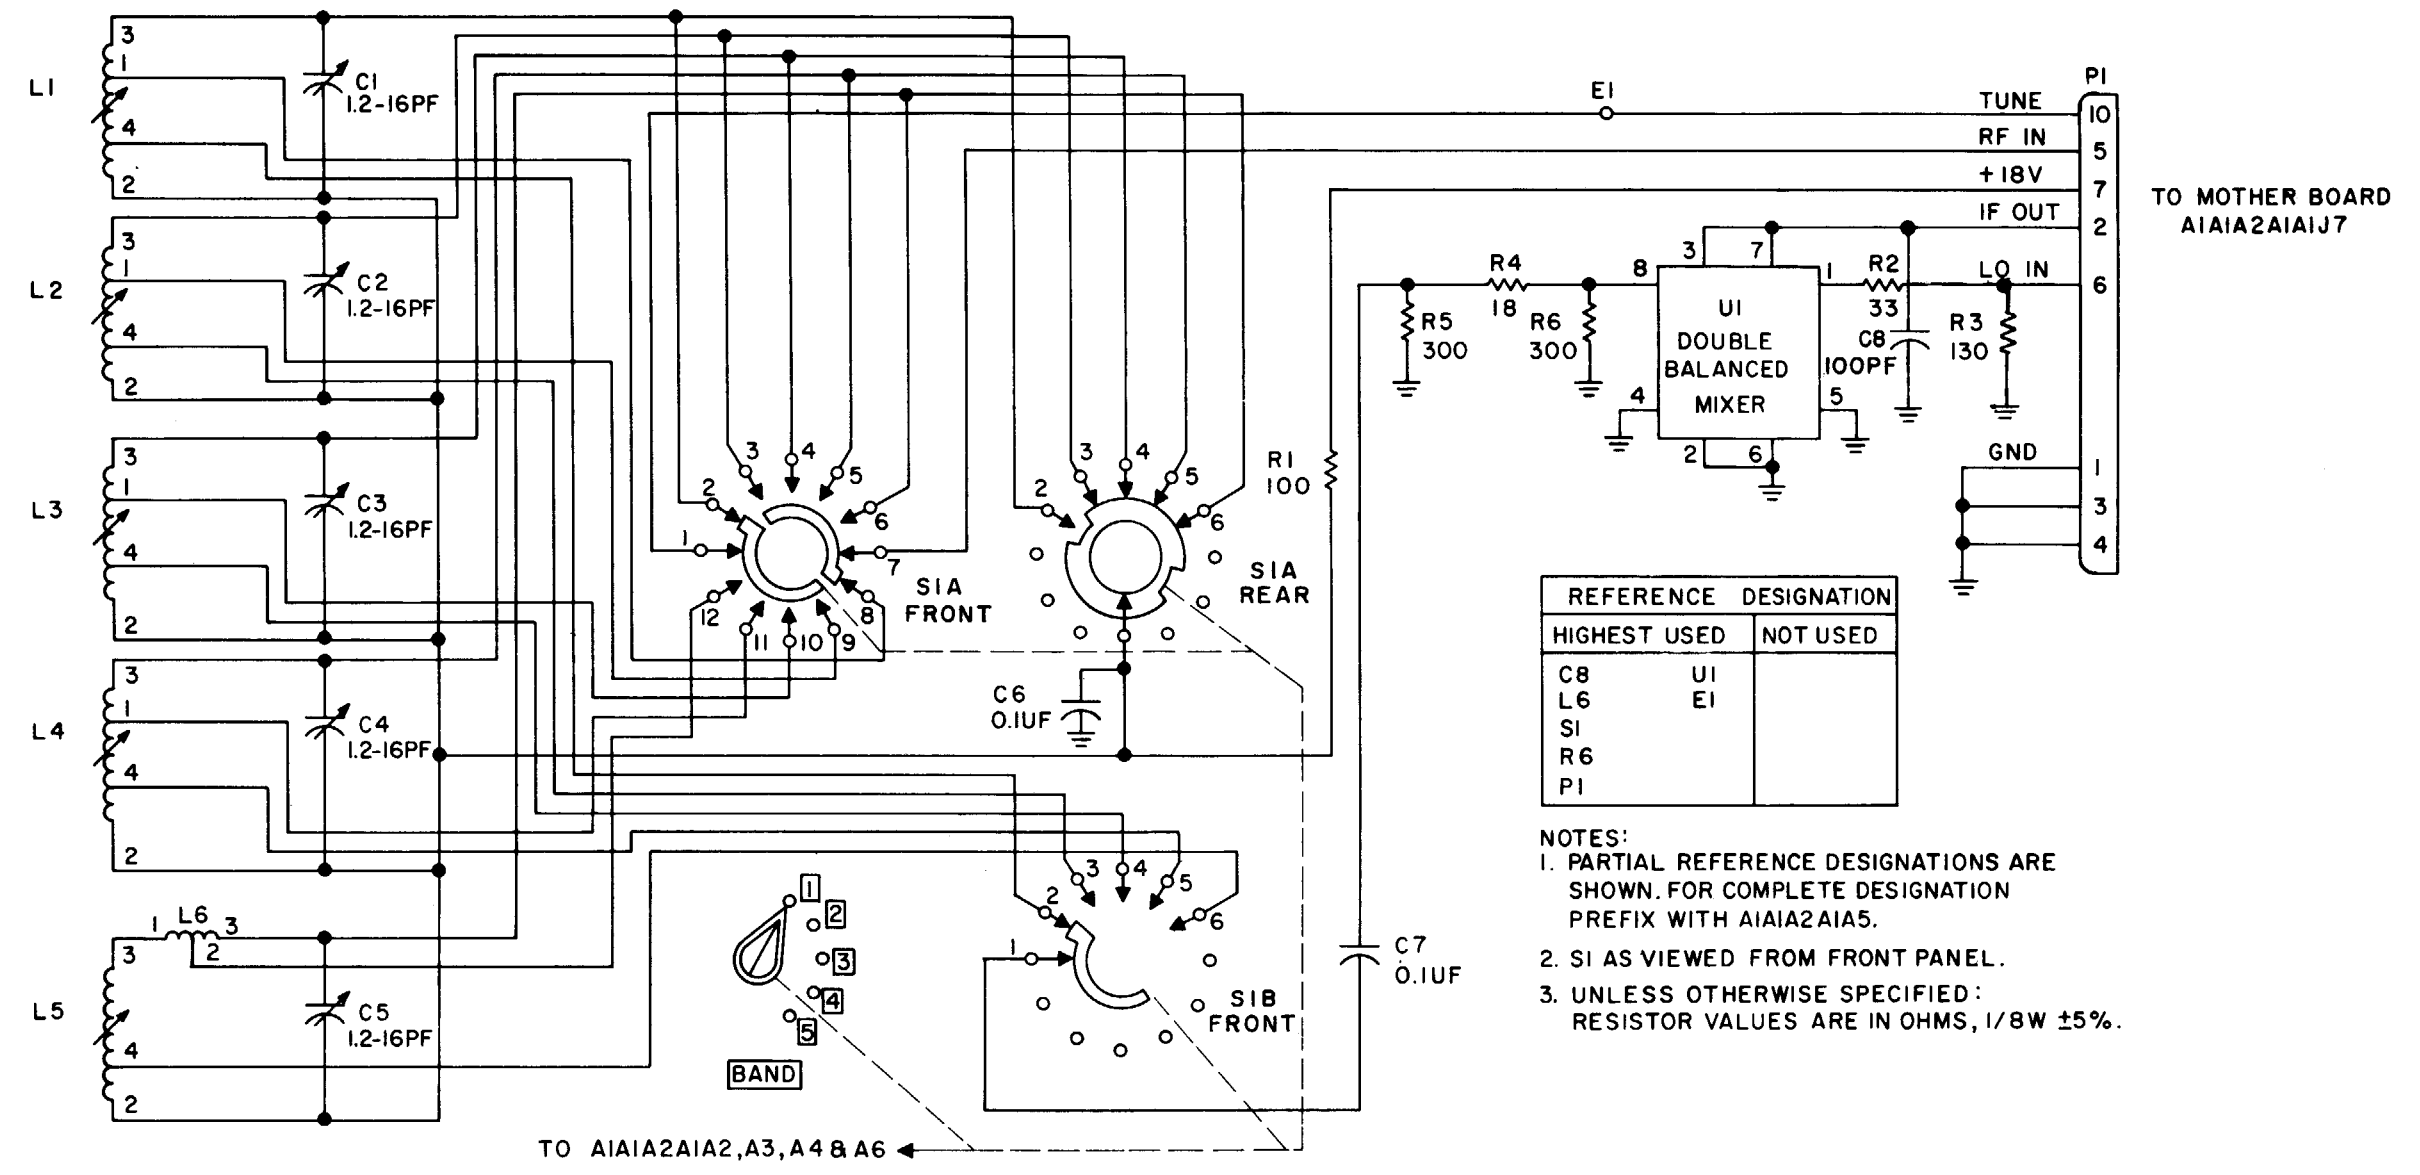 L1
3
1
4
2
C1
1.2-16PF
L2
3
1
4
2
C2
1.2-16PF
L3
3
1
4
2
C3
1.2-16PF
L4
3
1
4
2
C4
1.2-16PF
L5
1 L6 3
2
3
4
2
C5
1.2-16PF
1
2
3
4
5
6
7
8
9
10
11
12
S1A
FRONT
2
3
4
5
6
S1A
REAR
C6
0.1UF
R1
100
1
2
3
4
5
6
S1B
FRONT
C7
0.1UF
1
2
3
4
5
BAND
TO A1A1A2A1A2, A3, A4 & A6
E1
P1
TUNE 10
RF IN 5
+18V 7
IF OUT 2
LO IN 6
GND 1
3
4
TO MOTHER BOARD
A1A1A2A1A1J7
R4
18
R5
300
R6
300
8
3
7
1
4
5
2
6
U1
DOUBLE
BALANCED
MIXER
R2
33
C8
100PF
R3
130
REFERENCE DESIGNATION
HIGHEST USED NOT USED
C8 U1
L6 E1
S1
R6
P1
NOTES:
1. PARTIAL REFERENCE DESIGNATIONS ARE
SHOWN. FOR COMPLETE DESIGNATION
PREFIX WITH A1A1A2A1A5.
2. S1 AS VIEWED FROM FRONT PANEL.
3. UNLESS OTHERWISE SPECIFIED:
RESISTOR VALUES ARE IN OHMS, 1/8W ±5%.